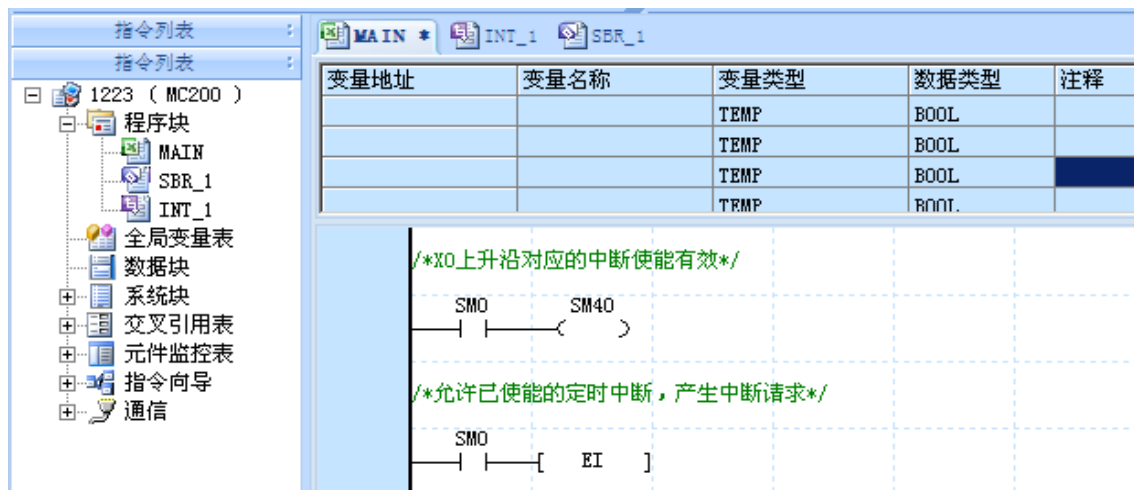 指令列表
指令列表
1223 ( MC200 )
程序块
MAIN
SBR_1
INT_1
全局变量表
数据块
系统块
交叉引用表
元件监控表
指令向导
通信
MAIN * INT_1 SBR_1
变量地址 变量名称 变量类型 数据类型 注释
TEMP BOOL
TEMP BOOL
TEMP BOOL
TEMP BOOL
/*X0上升沿对应的中断使能有效*/
SM0 SM40
( )
/*允许已使能的定时中断，产生中断请求*/
SM0
[ EI ]